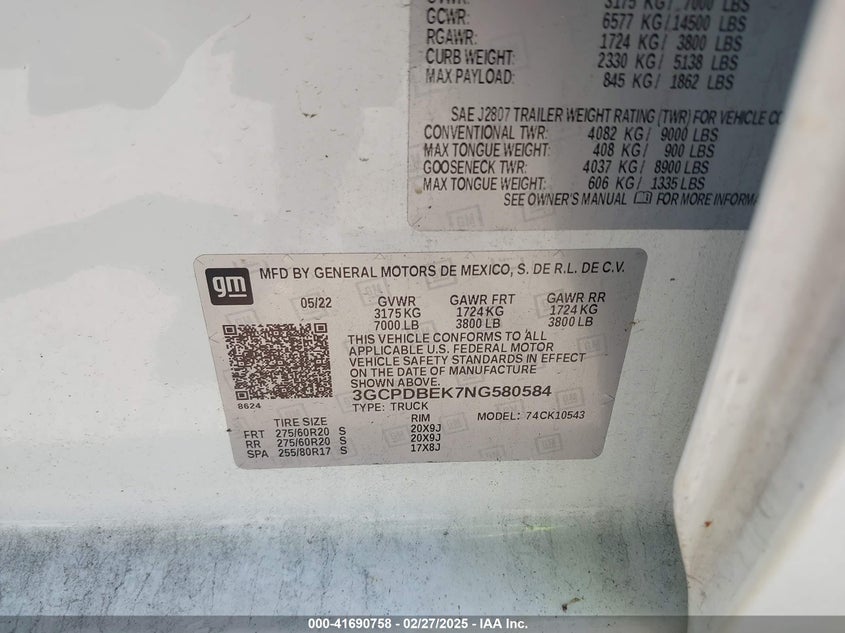 3175 KG / 7000 LBS
GCWR: 6577 KG/14500 LBS
RGAWR: 1724 KG / 3800 LBS
CURB WEIGHT: 2330 KG / 5138 LBS
MAX PAYLOAD: 845 KG / 1862 LBS
SAE J2807 TRAILER WEIGHT RATING (TWR) FOR VEHICLE
CONVENTIONAL TWR: 4082 KG / 9000 LBS
MAX TONGUE WEIGHT: 408 KG / 900 LBS
GOOSENECK TWR: 4037 KG / 8900 LBS
MAX TONGUE WEIGHT: 606 KG / 1335 LBS
SEE OWNER'S MANUAL FOR MORE
gm MFD BY GENERAL MOTORS DE MEXICO, S. DE R.L. DE C.V.
05/22 GVWR GAWR FRT GAWR RR
3175 KG 1724 KG 1724 KG
7000 LB 3800 LB 3800 LB
THIS VEHICLE CONFORMS TO ALL
APPLICABLE U.S. FEDERAL MOTOR
VEHICLE SAFETY STANDARDS IN EFFECT
ON THE DATE OF MANUFACTURE
SHOWN ABOVE.
3GCPDBEK7NG580584
8624
TYPE: TRUCK MODEL: 74CK10543
TIRE SIZE RIM
FRT 275/60R20 S 20X9J
RR 275/60R20 S 20X9J
SPA 255/80R17 S 17X8J
000-41690758 - 02/27/2025 - IAA Inc.